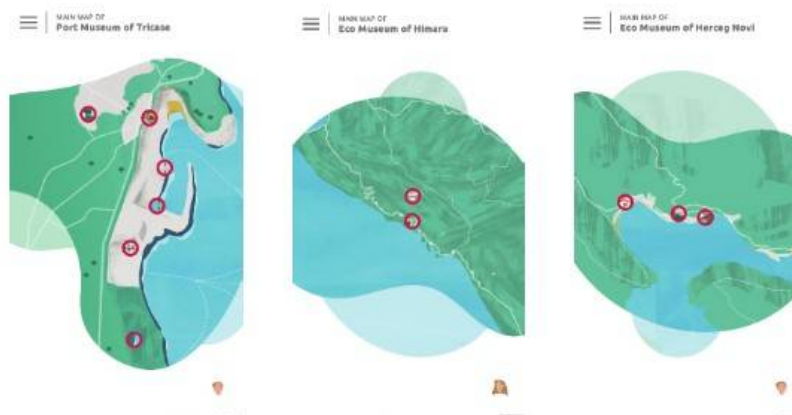 MAIN MAP OF
Port Museum of Tricase
MAIN MAP OF
Eco Museum of Himara
MAIN MAP OF
Eco Museum of Herceg Novi